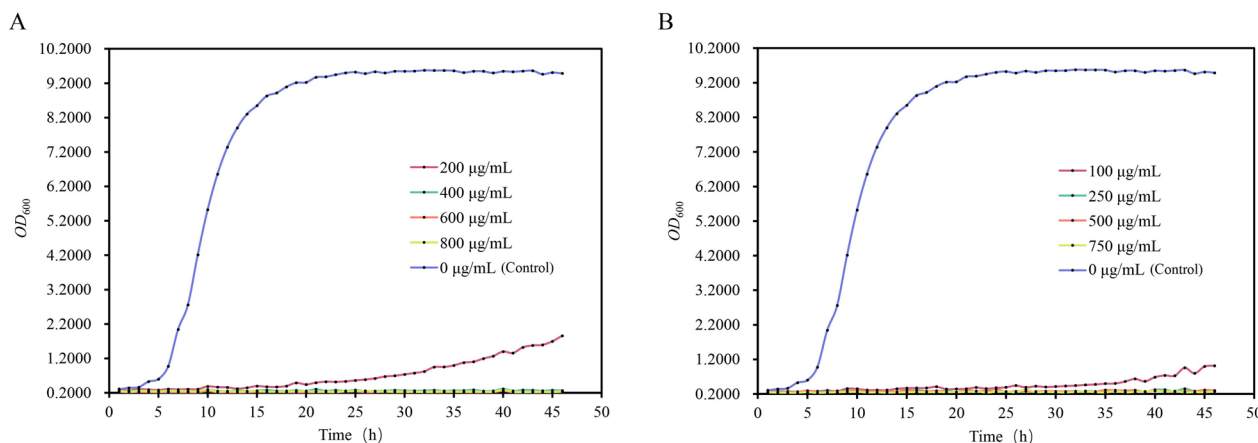 A
10.2000
9.2000
8.2000
7.2000
6.2000
5.2000
4.2000
3.2000
2.2000
1.2000
0.2000
OD600
0 5 10 15 20 25 30 35 40 45 50
Time (h)
200 μg/mL
400 μg/mL
600 μg/mL
800 μg/mL
0 μg/mL (Control)
B
10.2000
9.2000
8.2000
7.2000
6.2000
5.2000
4.2000
3.2000
2.2000
1.2000
0.2000
OD600
0 5 10 15 20 25 30 35 40 45 50
Time (h)
100 μg/mL
250 μg/mL
500 μg/mL
750 μg/mL
0 μg/mL (Control)